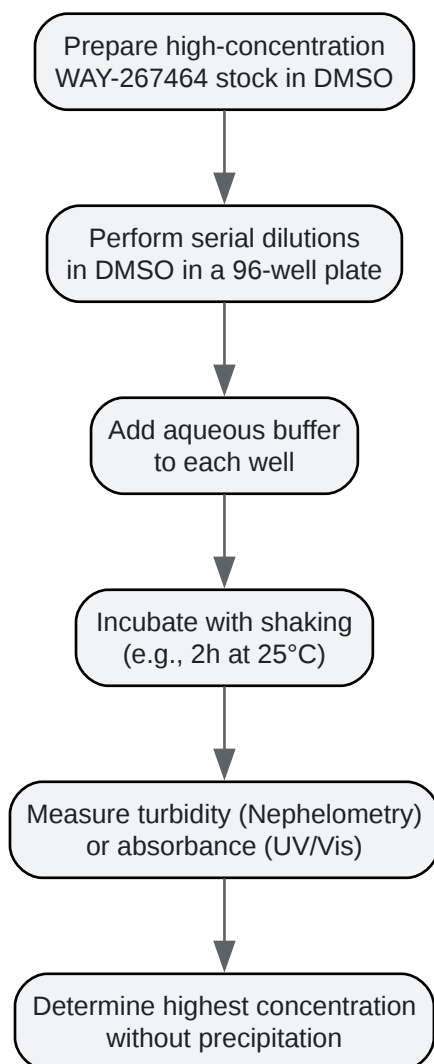 Prepare high-concentration
WAY-267464 stock in DMSO
Perform serial dilutions
in DMSO in a 96-well plate
Add aqueous buffer
to each well
Incubate with shaking
(e.g., 2h at 25°C)
Measure turbidity (Nephelometry)
or absorbance (UV/Vis)
Determine highest concentration
without precipitation